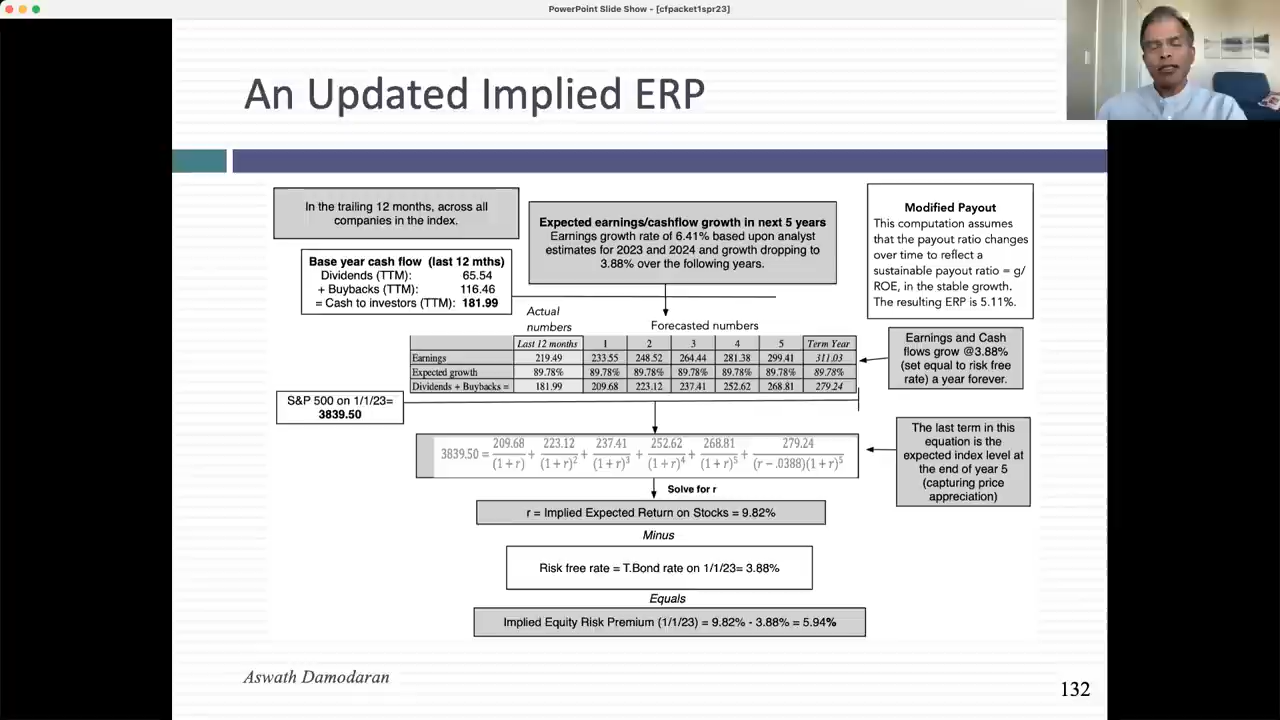 PowerPoint Slide Show - [cfpacket1spr23]
An Updated Implied ERP
In the trailing 12 months, across all
companies in the index.
Base year cash flow (last 12 mths)
Dividends (TTM): 65.54
+ Buybacks (TTM): 116.46
= Cash to investors (TTM): 181.99
Expected earnings/cashflow growth in next 5 years
Earnings growth rate of 6.41% based upon analyst
estimates for 2023 and 2024 and growth dropping to
3.88% over the following years.
Modified Payout
This computation assumes
that the payout ratio changes
over time to reflect a
sustainable payout ratio = g/
ROE, in the stable growth.
The resulting ERP is 5.11%.
Actual
numbers
Forecasted numbers
Last 12 months 1 2 3 4 5 Term Year
Earnings 219.49 233.55 248.52 264.44 281.38 299.41 311.03
Expected growth 89.78% 89.78% 89.78% 89.78% 89.78% 89.78% 89.78%
Dividends + Buybacks = 181.99 209.68 223.12 237.41 252.62 268.81 279.24
Earnings and Cash
flows grow @3.88%
(set equal to risk free
rate) a year forever.
S&P 500 on 1/1/23=
3839.50
3839.50 = 209.68/(1+r) + 223.12/(1+r)² + 237.41/(1+r)³ + 252.62/(1+r)⁴ + 268.81/(1+r)⁵ + 279.24/(r-.0388)(1+r)⁵
The last term in this
equation is the
expected index level at
the end of year 5
(capturing price
appreciation)
Solve for r
r = Implied Expected Return on Stocks = 9.82%
Minus
Risk free rate = T.Bond rate on 1/1/23= 3.88%
Equals
Implied Equity Risk Premium (1/1/23) = 9.82% - 3.88% = 5.94%
Aswath Damodaran
132